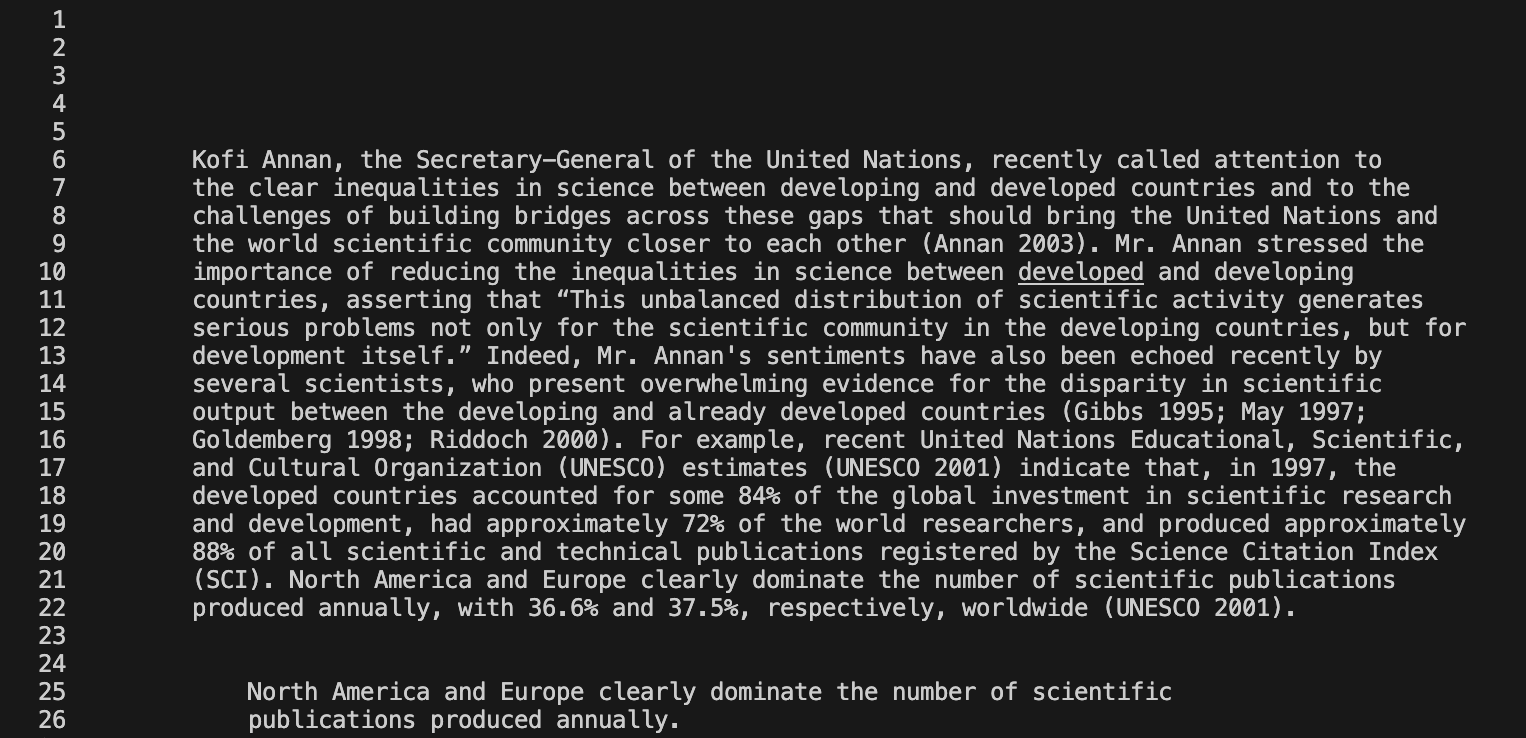 1
2
3
4
5
6 Kofi Annan, the Secretary–General of the United Nations, recently called attention to
7 the clear inequalities in science between developing and developed countries and to the
8 challenges of building bridges across these gaps that should bring the United Nations and
9 the world scientific community closer to each other (Annan 2003). Mr. Annan stressed the
10 importance of reducing the inequalities in science between developed and developing
11 countries, asserting that “This unbalanced distribution of scientific activity generates
12 serious problems not only for the scientific community in the developing countries, but for
13 development itself.” Indeed, Mr. Annan's sentiments have also been echoed recently by
14 several scientists, who present overwhelming evidence for the disparity in scientific
15 output between the developing and already developed countries (Gibbs 1995; May 1997;
16 Goldemberg 1998; Riddoch 2000). For example, recent United Nations Educational, Scientific,
17 and Cultural Organization (UNESCO) estimates (UNESCO 2001) indicate that, in 1997, the
18 developed countries accounted for some 84% of the global investment in scientific research
19 and development, had approximately 72% of the world researchers, and produced approximately
20 88% of all scientific and technical publications registered by the Science Citation Index
21 (SCI). North America and Europe clearly dominate the number of scientific publications
22 produced annually, with 36.6% and 37.5%, respectively, worldwide (UNESCO 2001).
23
24
25 North America and Europe clearly dominate the number of scientific
26 publications produced annually.